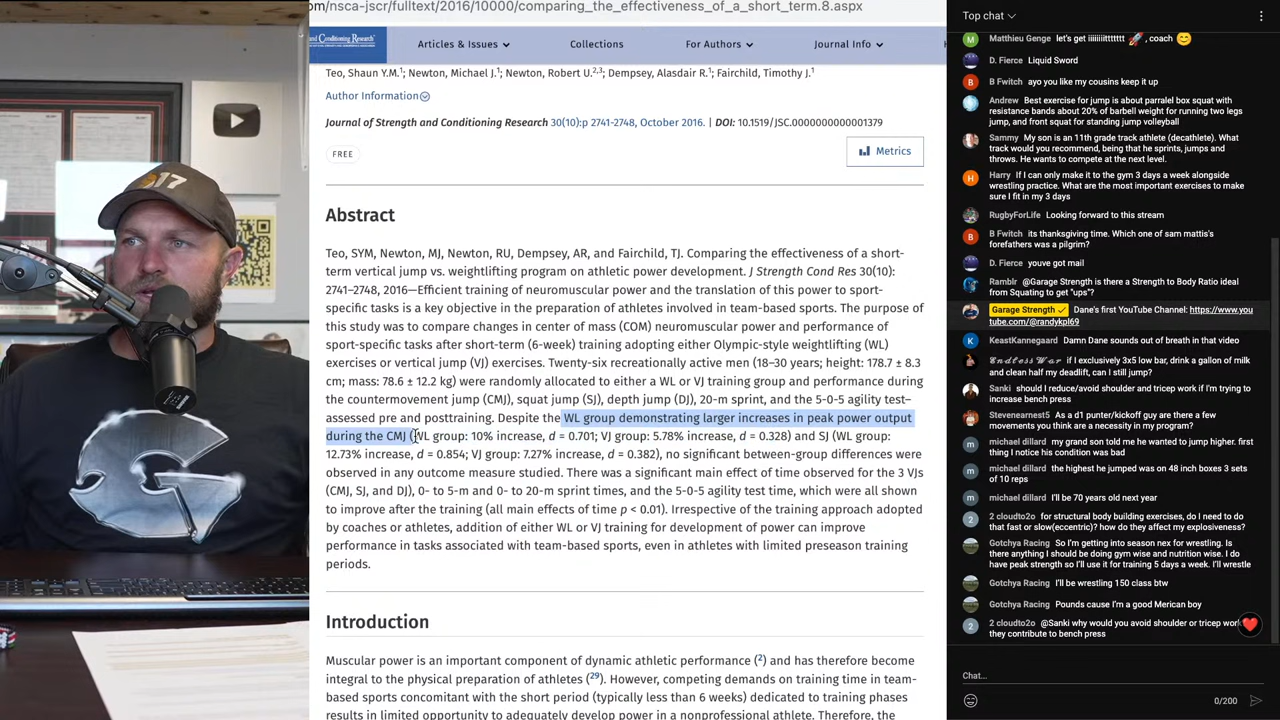 om/nsca-jscr/fulltext/2016/10000/comparing_the_effectiveness_of_a_short_term.8.aspx
and Conditioning Research
Articles & Issues
Collections
For Authors
Journal Info
Teo, Shaun Y.M.1; Newton, Michael J.1; Newton, Robert U.2,3; Dempsey, Alasdair R.1; Fairchild, Timothy J.1
Author Information
Journal of Strength and Conditioning Research 30(10):p 2741-2748, October 2016. | DOI: 10.1519/JSC.0000000000001379
FREE
Metrics
Abstract
Teo, SYM, Newton, MJ, Newton, RU, Dempsey, AR, and Fairchild, TJ. Comparing the effectiveness of a short-
term vertical jump vs. weightlifting program on athletic power development. J Strength Cond Res 30(10):
2741–2748, 2016—Efficient training of neuromuscular power and the translation of this power to sport-
specific tasks is a key objective in the preparation of athletes involved in team-based sports. The purpose of
this study was to compare changes in center of mass (COM) neuromuscular power and performance of
sport-specific tasks after short-term (6-week) training adopting either Olympic-style weightlifting (WL)
exercises or vertical jump (VJ) exercises. Twenty-six recreationally active men (18–30 years; height: 178.7 ± 8.3
cm; mass: 78.6 ± 12.2 kg) were randomly allocated to either a WL or VJ training group and performance during
the countermovement jump (CMJ), squat jump (SJ), depth jump (DJ), 20-m sprint, and the 5-0-5 agility test–
assessed pre and posttraining. Despite the WL group demonstrating larger increases in peak power output
during the CMJ (WL group: 10% increase, d = 0.701; VJ group: 5.78% increase, d = 0.328) and SJ (WL group:
12.73% increase, d = 0.854; VJ group: 7.27% increase, d = 0.382), no significant between-group differences were
observed in any outcome measure studied. There was a significant main effect of time observed for the 3 VJs
(CMJ, SJ, and DJ), 0- to 5-m and 0- to 20-m sprint times, and the 5-0-5 agility test time, which were all shown
to improve after the training (all main effects of time p < 0.01). Irrespective of the training approach adopted
by coaches or athletes, addition of either WL or VJ training for development of power can improve
performance in tasks associated with team-based sports, even in athletes with limited preseason training
periods.
Introduction
Muscular power is an important component of dynamic athletic performance (2) and has therefore become
integral to the physical preparation of athletes (29). However, competing demands on training time in team-
based sports concomitant with the short period (typically less than 6 weeks) dedicated to training phases
results in limited opportunity to adequately develop power in a nonprofessional athlete. Therefore, the
17
G
Top chat
M Matthieu Genge let's get iiiiiiiiittttttt 🚀 , coach 😊
D. Fierce Liquid Sword
B B Fwitch ayo you like my cousins keep it up
Andrew Best exercise for jump is about parralel box squat with
resistance bands about 20% of barbell weight for running two legs
jump, and front squat for standing jump volleyball
Sammy My son is an 11th grade track athlete (decathlete). What
track would you recommend, being that he sprints, jumps and
throws. He wants to compete at the next level.
H Harry If I can only make it to the gym 3 days a week alongside
wrestling practice. What are the most important exercises to make
sure I fit in my 3 days
RugbyForLife Looking forward to this stream
B B Fwitch its thanksgiving time. Which one of sam mattis's
forefathers was a pilgrim?
D. Fierce youve got mail
Ramblr @Garage Strength is there a Strength to Body Ratio ideal
from Squating to get "ups"?
Garage Strength ✓ Dane's first YouTube Channel: https://www.you
tube.com/@randykpl69
K KeastKannegaard Damn Dane sounds out of breath in that video
Endless War if I exclusively 3x5 low bar, drink a gallon of milk
and clean half my deadlift, can I still jump?
Sanki should I reduce/avoid shoulder and tricep work if I'm trying to
increase bench press
Stevenearnest5 As a d1 punter/kickoff guy are there a few
movements you think are a necessity in my program?
m michael dillard my grand son told me he wanted to jump higher. first
thing I notice his condition was bad
m michael dillard the highest he jumped was on 48 inch boxes 3 sets
of 10 reps
m michael dillard I'll be 70 years old next year
2 2 cloudto2o for structural body building exercises, do I need to do
that fast or slow(eccentric)? how do they affect my explosiveness?
Gotchya Racing So I'm getting into season nex for wrestling. Is
there anything I should be doing gym wise and nutrition wise. I do
have peak strength so I'll use it for training 5 days a week. I'll wrestle
Gotchya Racing I'll be wrestling 150 class btw
Gotchya Racing Pounds cause I'm a good Merican boy
2 2 cloudto2o @Sanki why would you avoid shoulder or tricep wor
they contribute to bench press
Chat...
0/200